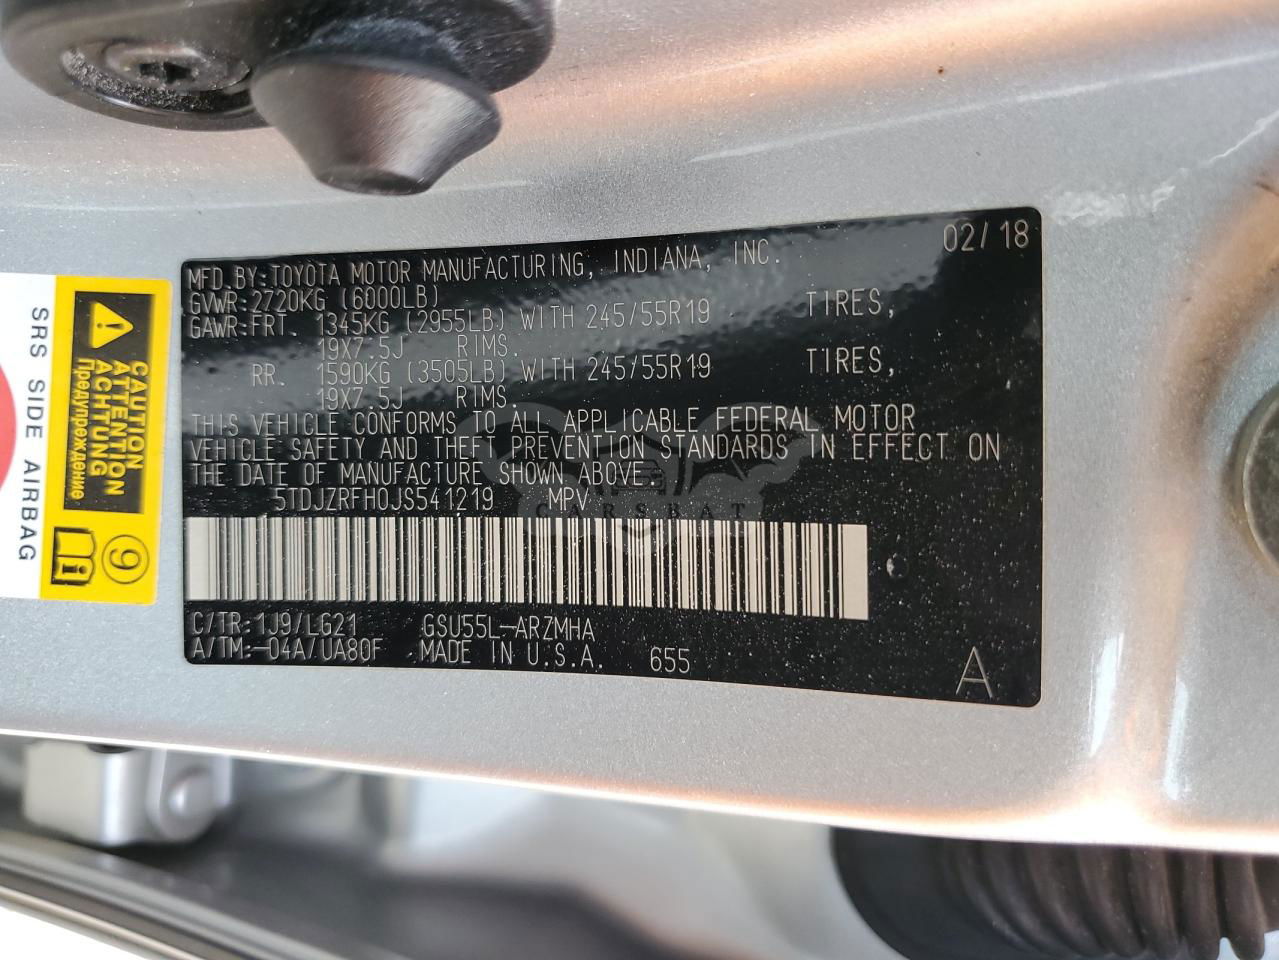 02/18
MFD.BY:TOYOTA MOTOR MANUFACTURING, INDIANA, INC.
GVWR:2720KG (6000LB)
GAWR:FRT. 1345KG (2955LB) WITH 245/55R19 TIRES,
19X7.5J RIMS.
RR. 1590KG (3505LB) WITH 245/55R19 TIRES,
19X7.5J RIMS.
THIS VEHICLE CONFORMS TO ALL APPLICABLE FEDERAL MOTOR
VEHICLE SAFETY AND THEFT PREVENTION STANDARDS IN EFFECT ON
THE DATE OF MANUFACTURE SHOWN ABOVE.
5TDJZRFH0JS541219 MPV
CARSBAT
C/TR:1J9/LG21 GSU55L-ARZMHA
A/TM:-04A/UA80F MADE IN U.S.A. 655
A
CAUTION
ATTENTION
ACHTUNG
Предупреждение
9
i
SRS SIDE AIRBAG